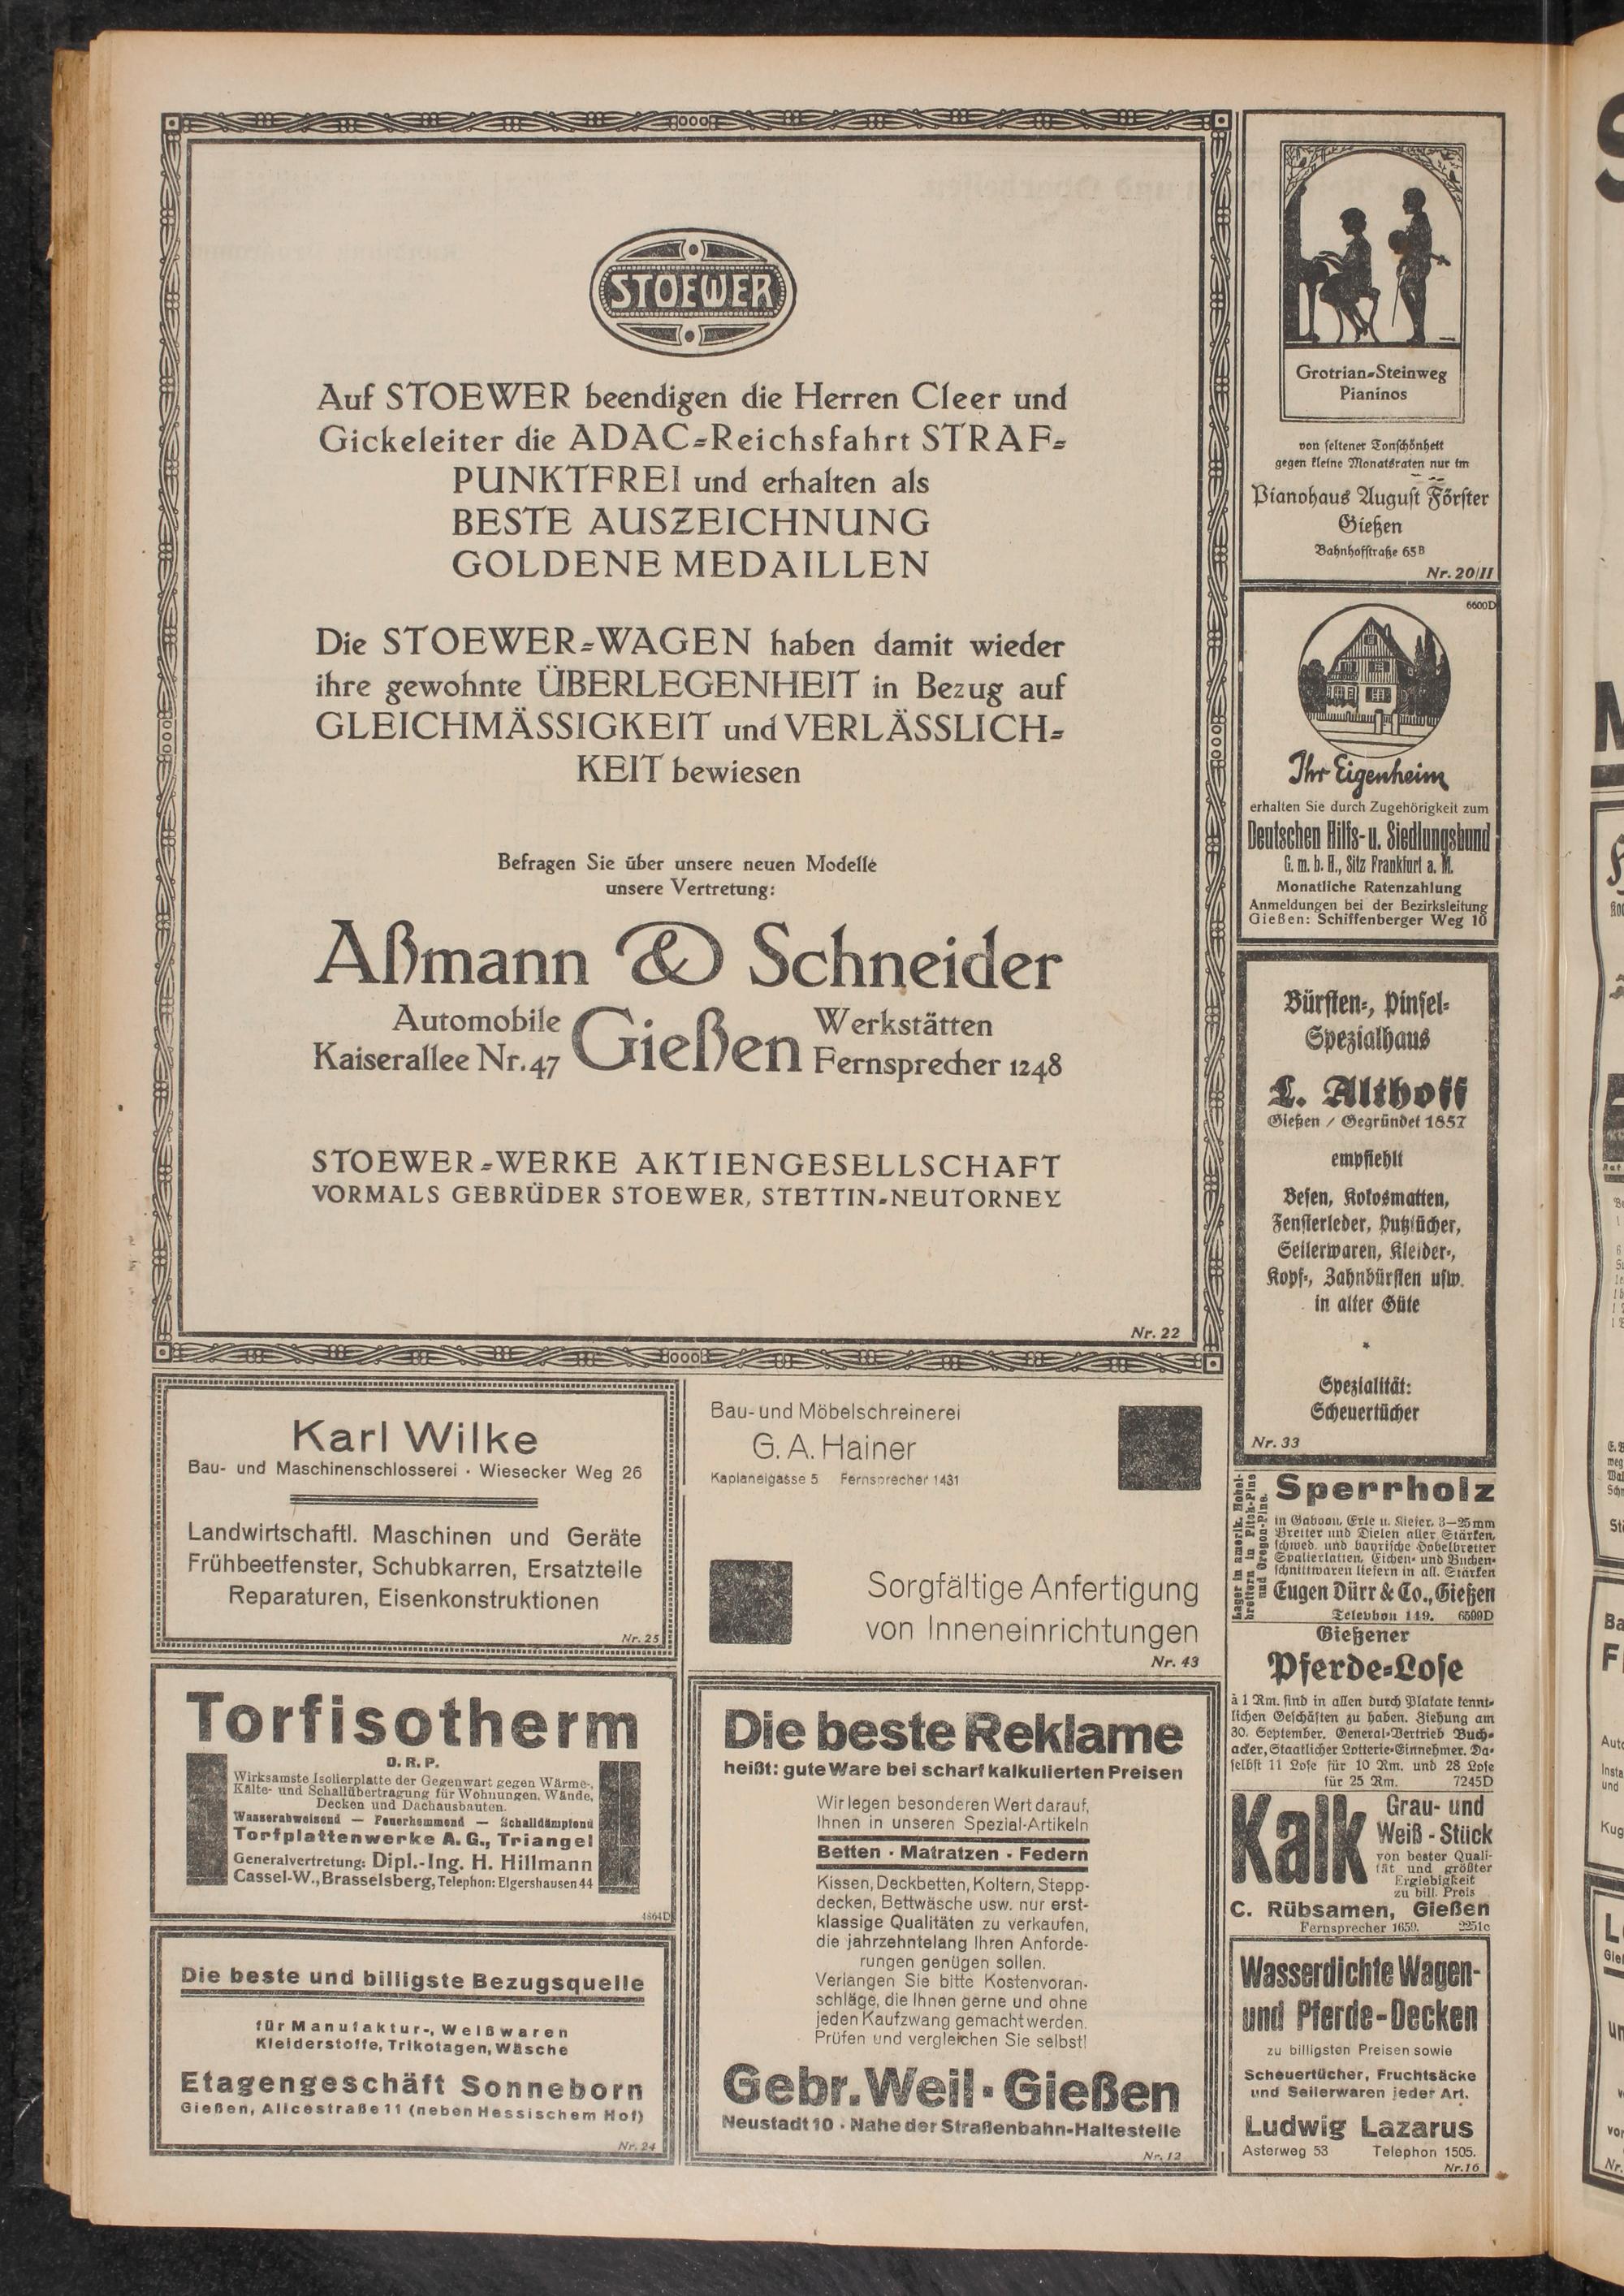 STOEWER
Auf STOEWER beendigen die Herren Cleer und
Gickeleiter die ADAC=Reichsfahrt STRAF=
PUNKTFREI und erhalten als
BESTE AUSZEICHNUNG
GOLDENE MEDAILLEN
Die STOEWER=WAGEN haben damit wieder
ihre gewohnte ÜBERLEGENHEIT in Bezug auf
GLEICHMÄSSIGKEIT und VERLÄSSLICH=
KEIT bewiesen
Befragen Sie über unsere neuen Modelle
unsere Vertretung:
Aßmann & Schneider
Automobile
Kaiserallee Nr. 47
Gießen
Werkstätten
Fernsprecher 1248
STOEWER=WERKE AKTIENGESELLSCHAFT
VORMALS GEBRÜDER STOEWER, STETTIN=NEUTORNEY
Nr. 22
Karl Wilke
Bau- und Maschinenschlosserei · Wiesecker Weg 26
Landwirtschaftl. Maschinen und Geräte
Frühbeetfenster, Schubkarren, Ersatzteile
Reparaturen, Eisenkonstruktionen
Nr. 25
Torfisotherm
D. R. P.
Wirksamste Isolierplatte der Gegenwart gegen Wärme-,
Kälte- und Schallübertragung für Wohnungen, Wände,
Decken und Dachausbauten.
Wasserabweisend — Feuerhemmend — Schalldämpfend
Torfplattenwerke A. G., Triangel
Generalvertretung: Dipl.-Ing. H. Hillmann
Cassel-W., Brasselsberg, Telephon: Elgershausen 44
4864D
Die beste und billigste Bezugsquelle
für Manufaktur-, Weißwaren
Kleiderstoffe, Trikotagen, Wäsche
Etagengeschäft Sonneborn
Gießen, Alicestraße 11 (neben Hessischem Hof)
Nr. 24
Bau- und Möbelschreinerei
G. A. Hainer
Kaplaneigasse 5 Fernsprecher 1431
Sorgfältige Anfertigung
von Inneneinrichtungen
Nr. 43
Die beste Reklame
heißt: gute Ware bei scharf kalkulierten Preisen
Wir legen besonderen Wert darauf,
Ihnen in unseren Spezial-Artikeln
Betten · Matratzen · Federn
Kissen, Deckbetten, Koltern, Stepp-
decken, Bettwäsche usw. nur erst-
klassige Qualitäten zu verkaufen,
die jahrzehntelang Ihren Anforde-
rungen genügen sollen.
Verlangen Sie bitte Kostenvoran-
schläge, die Ihnen gerne und ohne
jeden Kaufzwang gemacht werden.
Prüfen und vergleichen Sie selbst!
Gebr. Weil · Gießen
Neustadt 10 · Nahe der Straßenbahn-Haltestelle
Nr. 12
Grotrian=Steinweg
Pianinos
von seltener Tonschönheit
gegen kleine Monatsraten nur im
Pianohaus August Förster
Gießen
Bahnhofstraße 65B
Nr. 20/II
6600D
Ihr Eigenheim
erhalten Sie durch Zugehörigkeit zum
Deutschen Hilfs- u. Siedlungsbund
G. m. b. H., Sitz Frankfurt a. M.
Monatliche Ratenzahlung
Anmeldungen bei der Bezirksleitung
Gießen: Schiffenberger Weg 10
Bürsten-, Pinsel-
Spezialhaus
L. Althoff
Gießen / Gegründet 1857
empfiehlt
Besen, Kokosmatten,
Fensterleder, Putztücher,
Seilerwaren, Kleider-,
Kopf-, Zahnbürsten usw.
in alter Güte
*
Spezialität:
Scheuertücher
Nr. 33
Lager in amerik. Hobel-
brettern in Pitch-Pine
und Oregon-Pine.
Sperrholz
in Gaboon, Erle u. Kiefer, 3—25 mm
Bretter und Dielen aller Stärken,
schwed. und bayrische Hobelbretter
Spalierlatten, Eichen- und Buchen-
schnittwaren liefern in all. Stärken
Eugen Dürr & Co., Gießen
Telephon 149. 6599D
Gießener
Pferde=Lose
à 1 Rm. sind in allen durch Plakate kennt-
lichen Geschäften zu haben. Ziehung am
30. September. General-Vertrieb Buch-
acker, Staatlicher Lotterie-Einnehmer. Da-
selbst 11 Lose für 10 Rm. und 28 Lose
für 25 Rm. 7245D
Kalk
Grau- und
Weiß - Stück
von bester Quali-
tät und größter
Ergiebigkeit
zu bill. Preis
C. Rübsamen, Gießen
Fernsprecher 1659. 2251c
Wasserdichte Wagen-
und Pferde-Decken
zu billigsten Preisen sowie
Scheuertücher, Fruchtsäcke
und Seilerwaren jeder Art.
Ludwig Lazarus
Asterweg 53 Telephon 1505.
Nr. 16